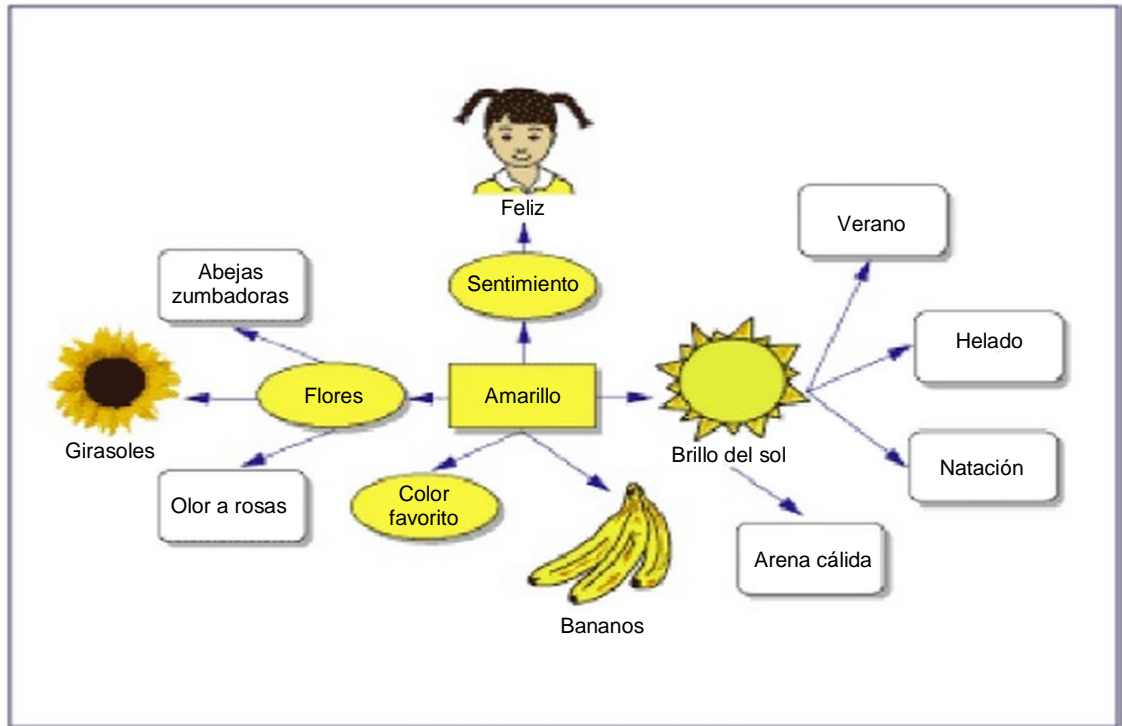 Feliz
Verano
Abejas
zumbadoras
Sentimiento
Helado
Flores
Amarillo
Girasoles
Brillo del sol
Natación
Olor a rosas
Color
favorito
Arena cálida
Bananos